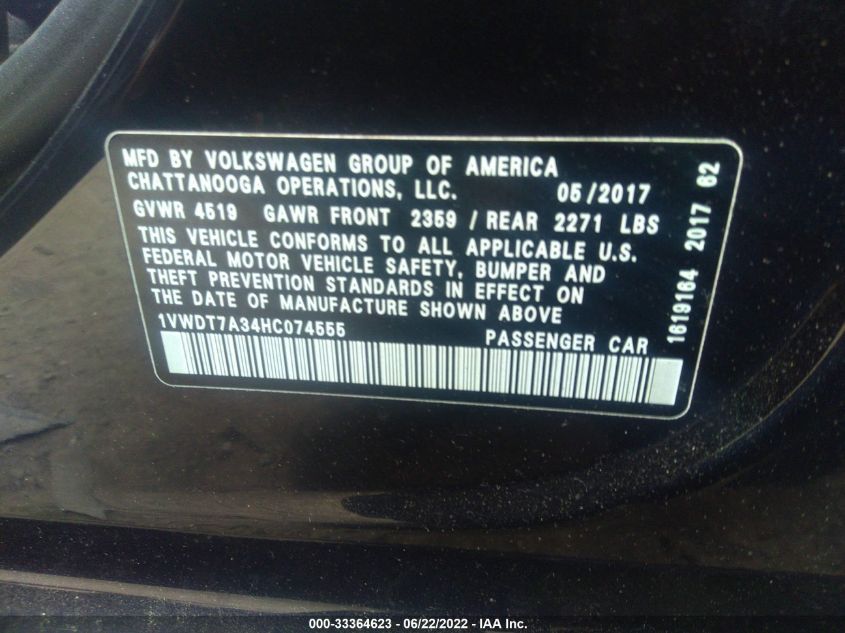 MFD BY VOLKSWAGEN GROUP OF AMERICA
CHATTANOOGA OPERATIONS, LLC. 05/2017
GVWR 4519 GAWR FRONT 2359 / REAR 2271 LBS
THIS VEHICLE CONFORMS TO ALL APPLICABLE U.S.
FEDERAL MOTOR VEHICLE SAFETY, BUMPER AND
THEFT PREVENTION STANDARDS IN EFFECT ON
THE DATE OF MANUFACTURE SHOWN ABOVE
1VWDT7A34HC074555 PASSENGER CAR
1619164 2017 62
000-33364623 - 06/22/2022 - IAA Inc.